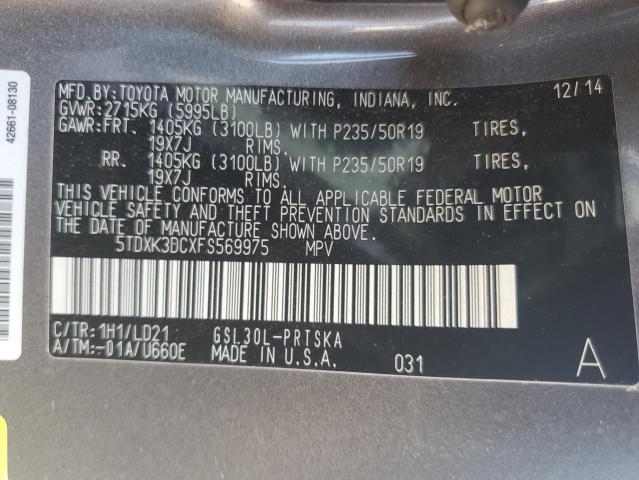 42661-08130
MFD.BY:TOYOTA MOTOR MANUFACTURING, INDIANA, INC. 12/14
GVWR:2715KG (5995LB)
GAWR:FRT. 1405KG (3100LB) WITH P235/50R19 TIRES,
19X7J RIMS,
RR. 1405KG (3100LB) WITH P235/50R19 TIRES,
19X7J RIMS.
THIS VEHICLE CONFORMS TO ALL APPLICABLE FEDERAL MOTOR
VEHICLE SAFETY AND THEFT PREVENTION STANDARDS IN EFFECT ON
THE DATE OF MANUFACTURE SHOWN ABOVE.
5TDXK3DCXFS569975 MPV
C/TR:1H1/LD21 GSL30L-PRTSKA
A/TM:-01A/U660E MADE IN U.S.A. 031 A